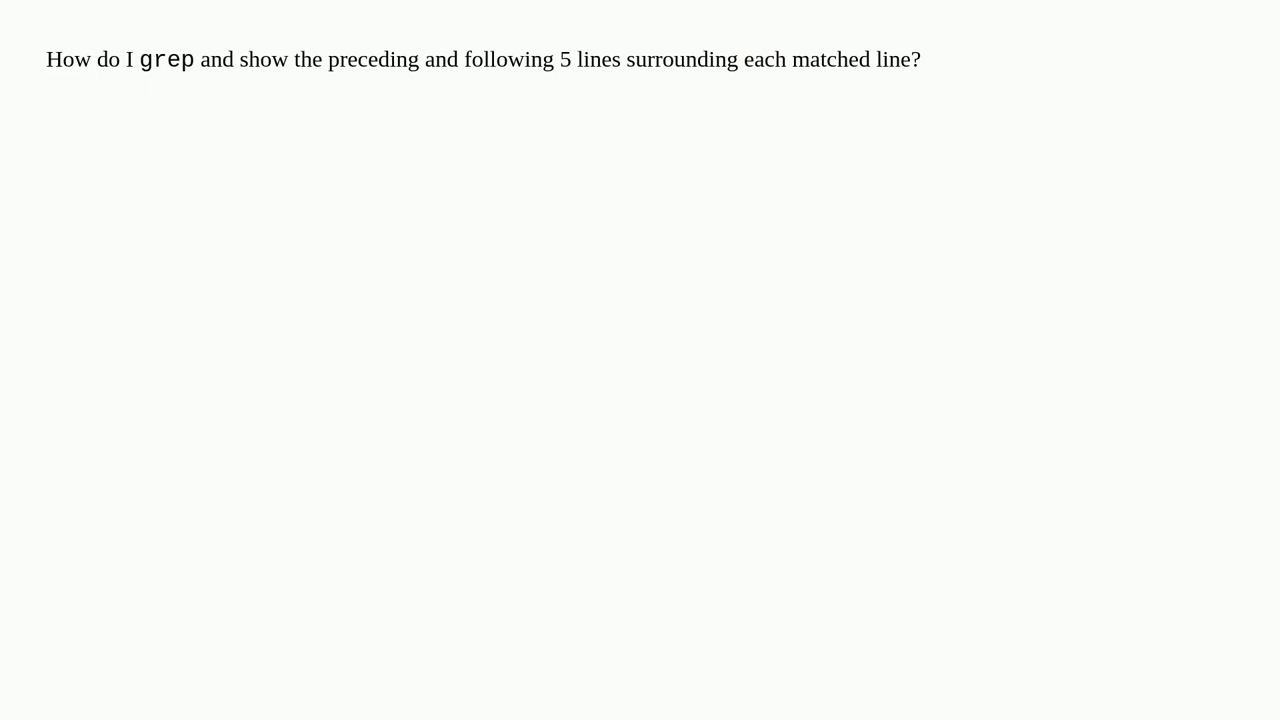 How do I grep and show the preceding and following 5 lines surrounding each matched line?